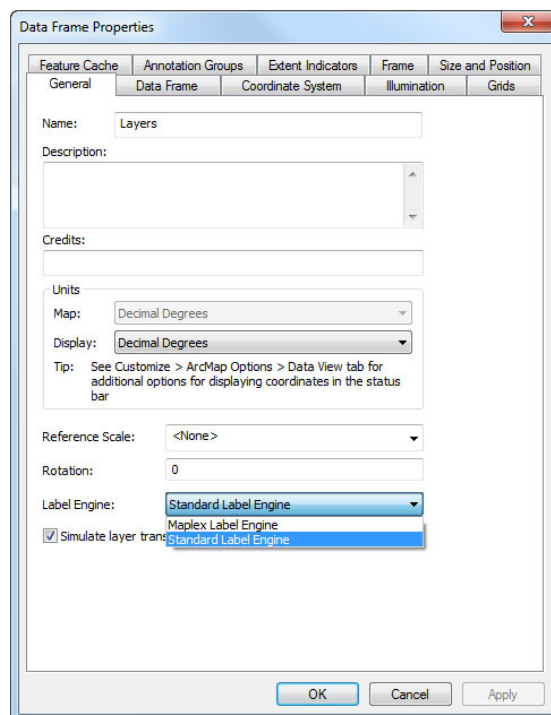 Data Frame Properties
Feature Cache Annotation Groups Extent Indicators Frame Size and Position
General Data Frame Coordinate System Illumination Grids
Name: Layers
Description:
Credits:
Units
Map: Decimal Degrees
Display: Decimal Degrees
Tip: See Customize > ArcMap Options > Data View tab for
additional options for displaying coordinates in the status
bar
Reference Scale: <None>
Rotation: 0
Label Engine: Standard Label Engine
Maplex Label Engine
Simulate layer tran Standard Label Engine
OK Cancel Apply